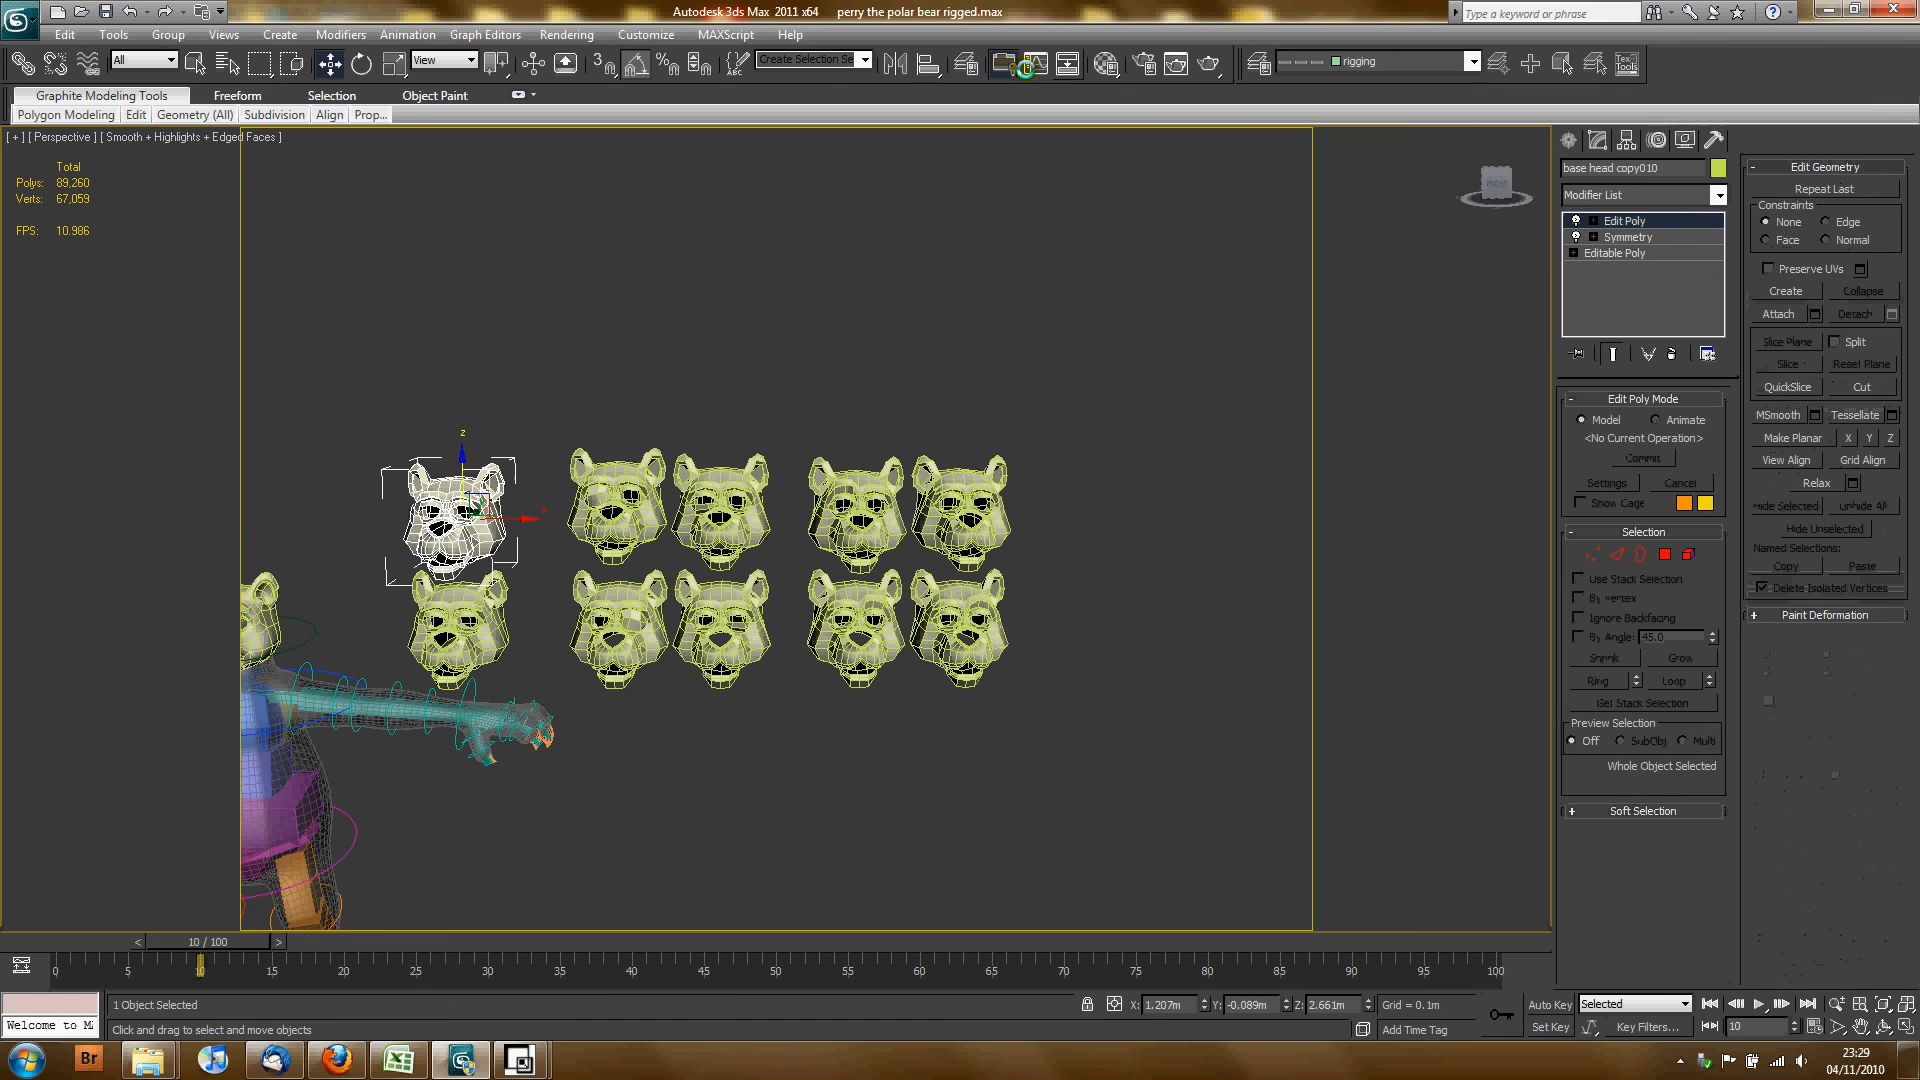 Autodesk 3ds Max 2011 x64 perry the polar bear rigged.max
Type a keyword or phrase
Edit Tools Group Views Create Modifiers Animation Graph Editors Rendering Customize MAXScript Help
All View 3 Create Selection Se rigging
Graphite Modeling Tools Freeform Selection Object Paint
Polygon Modeling Edit Geometry (All) Subdivision Align Prop...
[ + ] [ Perspective ] [ Smooth + Highlights + Edged Faces ]
Total
Polys: 89,260
Verts: 67,059
FPS: 10.986
z
x
base head copy010
Modifier List
Edit Poly
Symmetry
Editable Poly
Edit Poly Mode
Model Animate
<No Current Operation>
Commit
Settings Cancel
Show Cage
Selection
Use Stack Selection
By Vertex
Ignore Backfacing
By Angle: 45.0
Shrink Grow
Ring Loop
Get Stack Selection
Preview Selection
Off SubObj Multi
Whole Object Selected
Soft Selection
Edit Geometry
Repeat Last
Constraints
None Edge
Face Normal
Preserve UVs
Create Collapse
Attach Detach
Slice Plane Split
Slice Reset Plane
QuickSlice Cut
MSmooth Tessellate
Make Planar X Y Z
View Align Grid Align
Relax
Hide Selected Unhide All
Hide Unselected
Named Selections:
Copy Paste
Delete Isolated Vertices
Paint Deformation
< 10 / 100 >
0 5 10 15 20 25 30 35 40 45 50 55 60 65 70 75 80 85 90 95 100
1 Object Selected X: 1.207m Y: -0.089m Z: 2.661m Grid = 0.1m Auto Key Selected
Welcome to M
Click and drag to select and move objects Add Time Tag Set Key Key Filters... 10
Br
23:29
04/11/2010